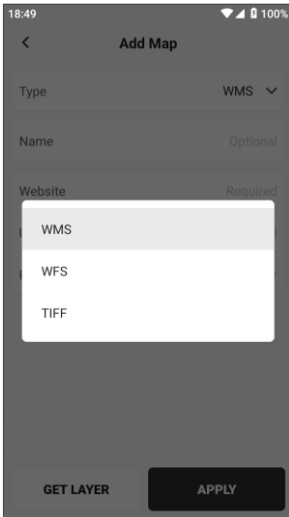 18:49 100%
Add Map
Type WMS
Name Optional
Website Required
WMS
WFS
TIFF
GET LAYER APPLY